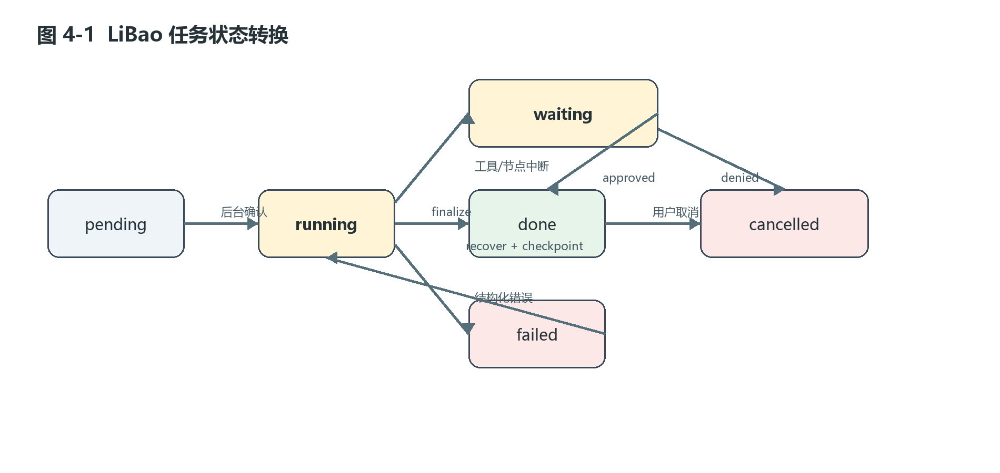 图 4-1 LiBao 任务状态转换
waiting
工具/节点中断
approved
denied
pending
后台确认
running
finalize
done
recover + checkpoint
用户取消
cancelled
结构化错误
failed